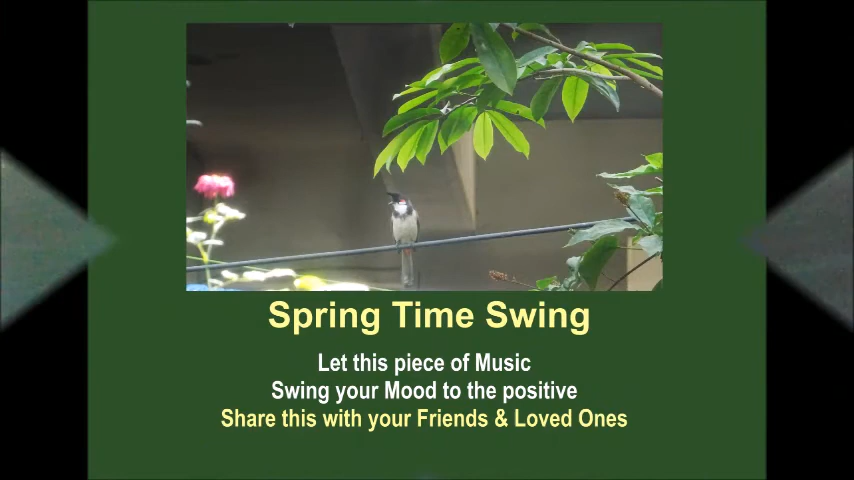 Spring Time Swing
Let this piece of Music
Swing your Mood to the positive
Share this with your Friends & Loved Ones